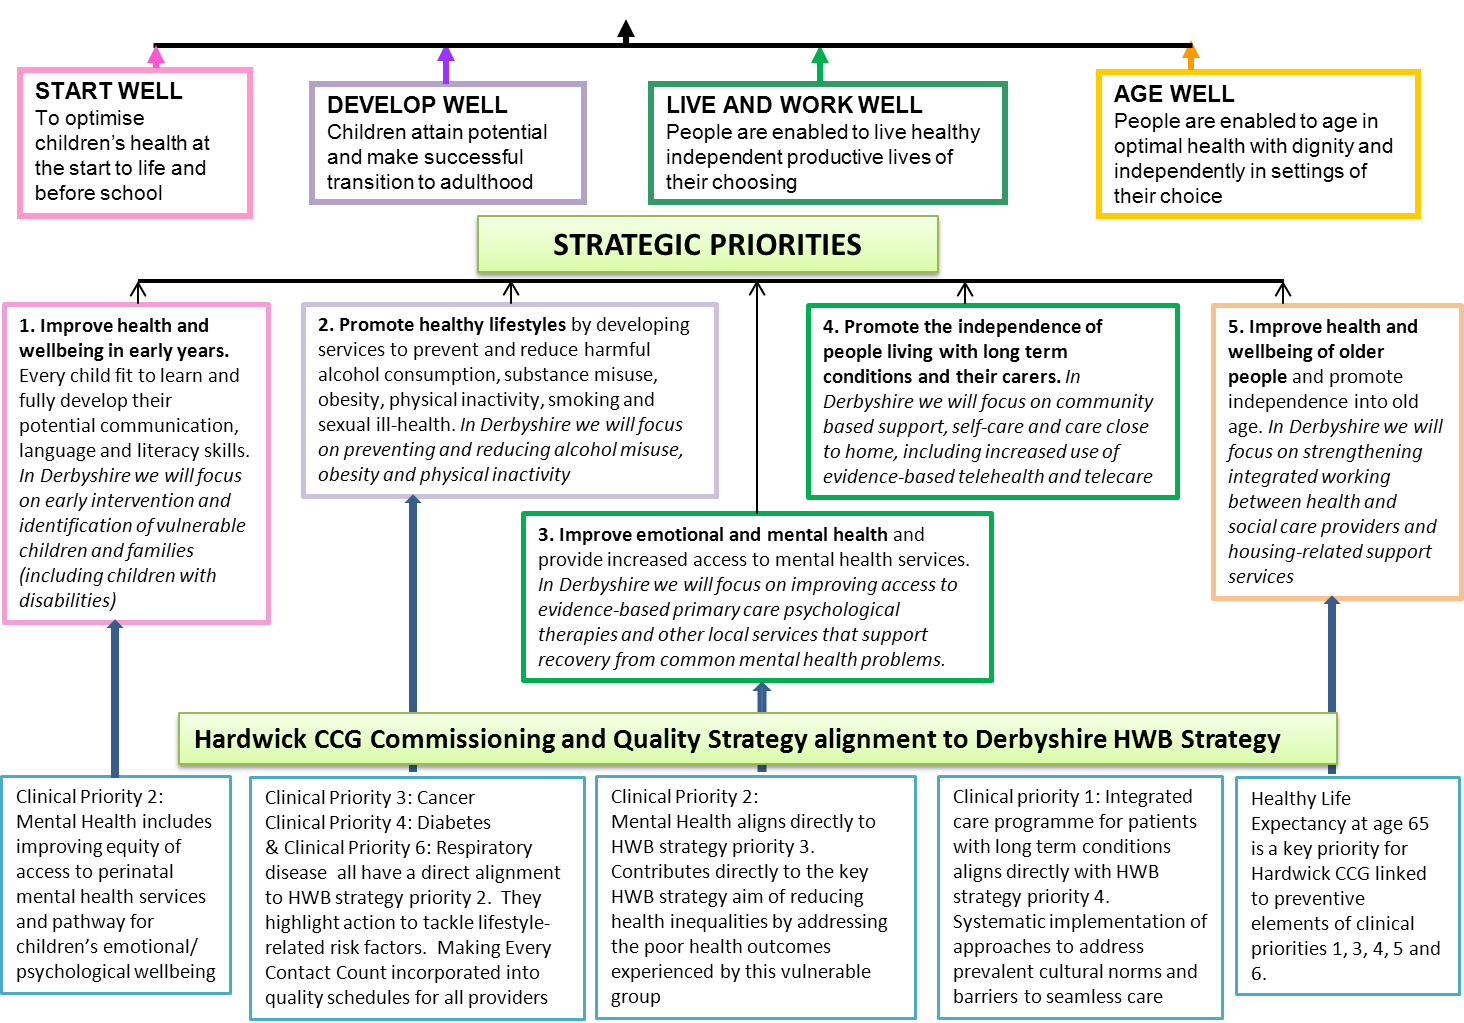 START WELL
To optimise
children’s health at
the start to life and
before school
DEVELOP WELL
Children attain potential
and make successful
transition to adulthood
LIVE AND WORK WELL
People are enabled to live healthy
independent productive lives of
their choosing
AGE WELL
People are enabled to age in
optimal health with dignity and
independently in settings of
their choice
STRATEGIC PRIORITIES
1. Improve health and
wellbeing in early years.
Every child fit to learn and
fully develop their
potential communication,
language and literacy skills.
In Derbyshire we will focus
on early intervention and
identification of vulnerable
children and families
(including children with
disabilities)
2. Promote healthy lifestyles by developing
services to prevent and reduce harmful
alcohol consumption, substance misuse,
obesity, physical inactivity, smoking and
sexual ill-health. In Derbyshire we will focus
on preventing and reducing alcohol misuse,
obesity and physical inactivity
3. Improve emotional and mental health and
provide increased access to mental health services.
In Derbyshire we will focus on improving access to
evidence-based primary care psychological
therapies and other local services that support
recovery from common mental health problems.
4. Promote the independence of
people living with long term
conditions and their carers. In
Derbyshire we will focus on community
based support, self-care and care close
to home, including increased use of
evidence-based telehealth and telecare
5. Improve health and
wellbeing of older
people and promote
independence into old
age. In Derbyshire we will
focus on strengthening
integrated working
between health and
social care providers and
housing-related support
services
Hardwick CCG Commissioning and Quality Strategy alignment to Derbyshire HWB Strategy
Clinical Priority 2:
Mental Health includes
improving equity of
access to perinatal
mental health services
and pathway for
children’s emotional/
psychological wellbeing
Clinical Priority 3: Cancer
Clinical Priority 4: Diabetes
& Clinical Priority 6: Respiratory
disease all have a direct alignment
to HWB strategy priority 2. They
highlight action to tackle lifestyle-
related risk factors. Making Every
Contact Count incorporated into
quality schedules for all providers
Clinical Priority 2:
Mental Health aligns directly to
HWB strategy priority 3.
Contributes directly to the key
HWB strategy aim of reducing
health inequalities by addressing
the poor health outcomes
experienced by this vulnerable
group
Clinical priority 1: Integrated
care programme for patients
with long term conditions
aligns directly with HWB
strategy priority 4.
Systematic implementation of
approaches to address
prevalent cultural norms and
barriers to seamless care
Healthy Life
Expectancy at age 65
is a key priority for
Hardwick CCG linked
to preventive
elements of clinical
priorities 1, 3, 4, 5 and
6.